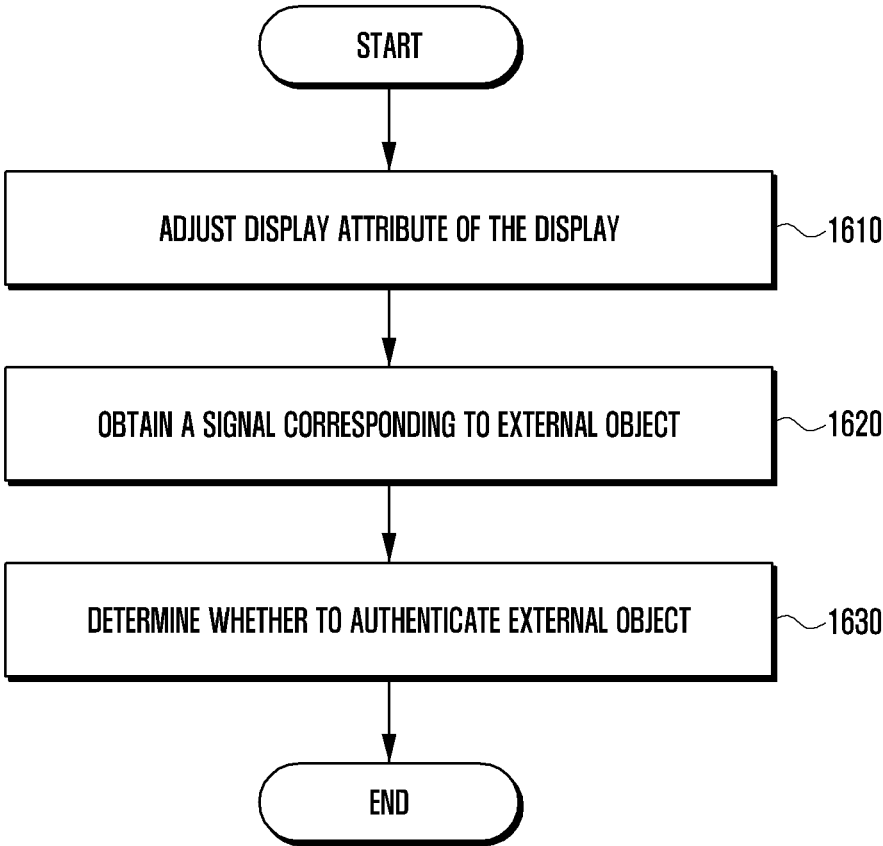 START
ADJUST DISPLAY ATTRIBUTE OF THE DISPLAY
1610
OBTAIN A SIGNAL CORRESPONDING TO EXTERNAL OBJECT
1620
DETERMINE WHETHER TO AUTHENTICATE EXTERNAL OBJECT
1630
END